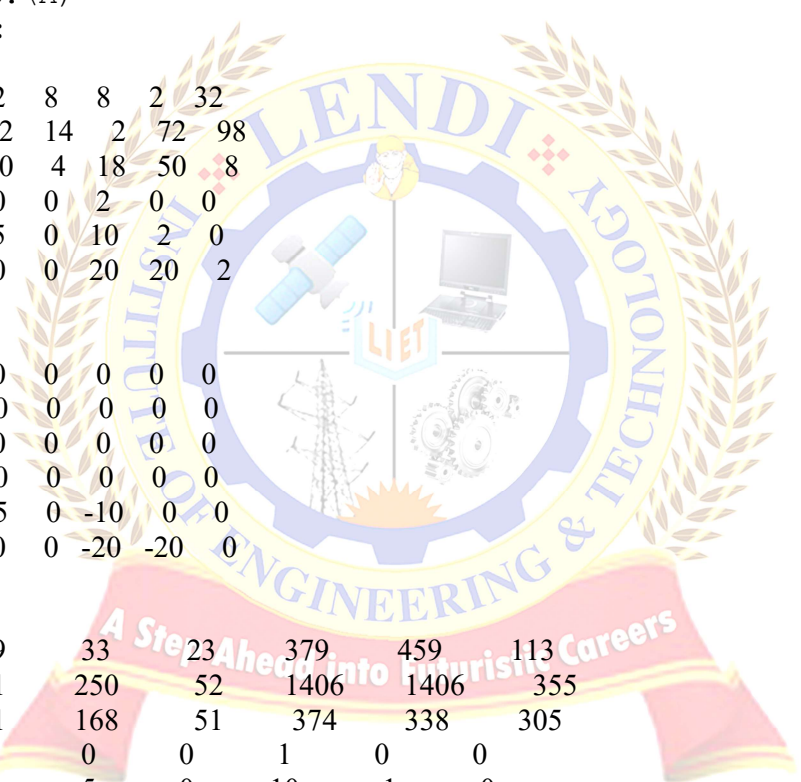 :
2 8 8 2 32
2 14 2 72 98
0 4 18 50 8
0 0 2 0 0
5 0 10 2 0
0 0 20 20 2
0 0 0 0 0
0 0 0 0 0
0 0 0 0 0
0 0 0 0 0
5 0 -10 0 0
0 0 -20 -20 0
9 33 23 379 459 113
1 250 52 1406 1406 355
1 168 51 374 338 305
0 0 1 0 0
LENDI
INSTITUTE OF ENGINEERING & TECHNOLOGY
LIET
A Step Ahead into Futuristic Careers